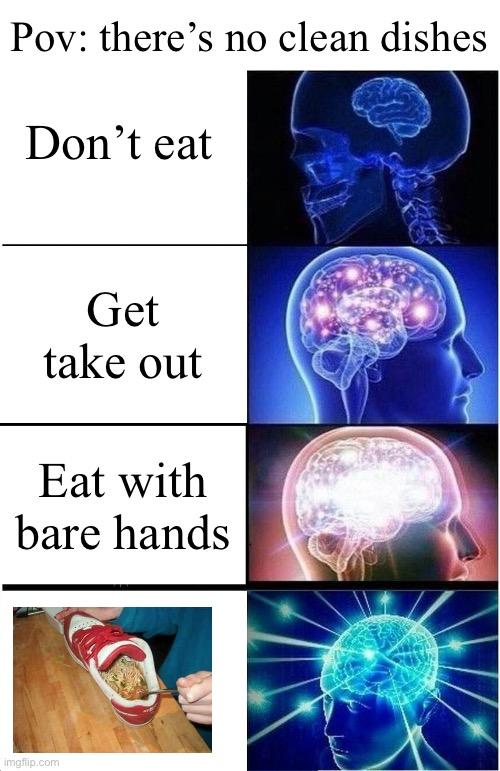 Pov: there's no clean dishes
Don't eat
Get
take out
Eat with
bare hands
imgflip.com